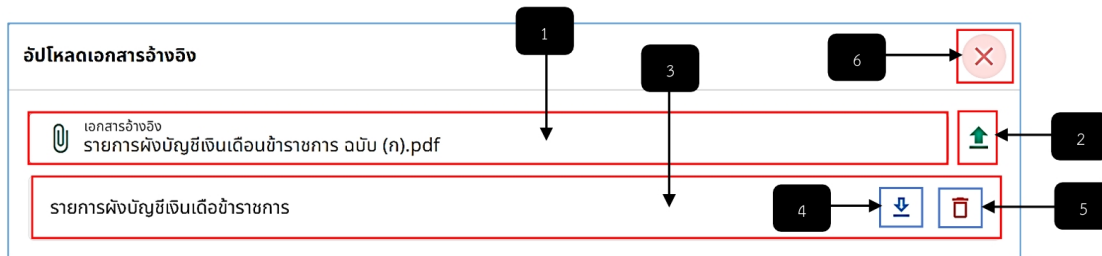 1
อัปโหลดเอกสารอ้างอิง
3
6
เอกสารอ้างอิง
รายการผังบัญชีเงินเดือนข้าราชการ ฉบับ (ก).pdf
2
รายการผังบัญชีเงินเดือข้าราชการ
4
5